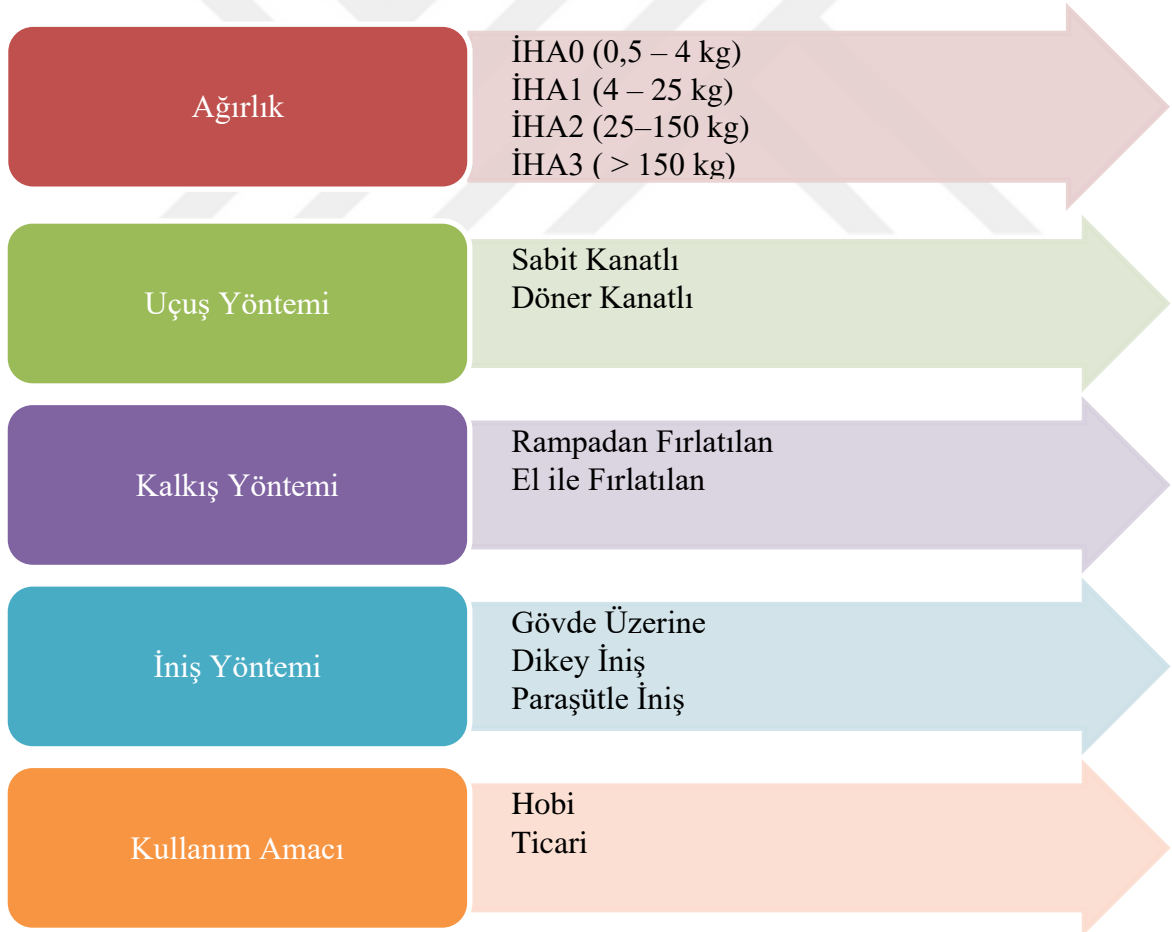 Ağırlık
İHA0 (0,5 – 4 kg)
İHA1 (4 – 25 kg)
İHA2 (25–150 kg)
İHA3 ( > 150 kg)
Uçuş Yöntemi
Sabit Kanatlı
Döner Kanatlı
Kalkış Yöntemi
Rampadan Fırlatılan
El ile Fırlatılan
İniş Yöntemi
Gövde Üzerine
Dikey İniş
Paraşütle İniş
Kullanım Amacı
Hobi
Ticari